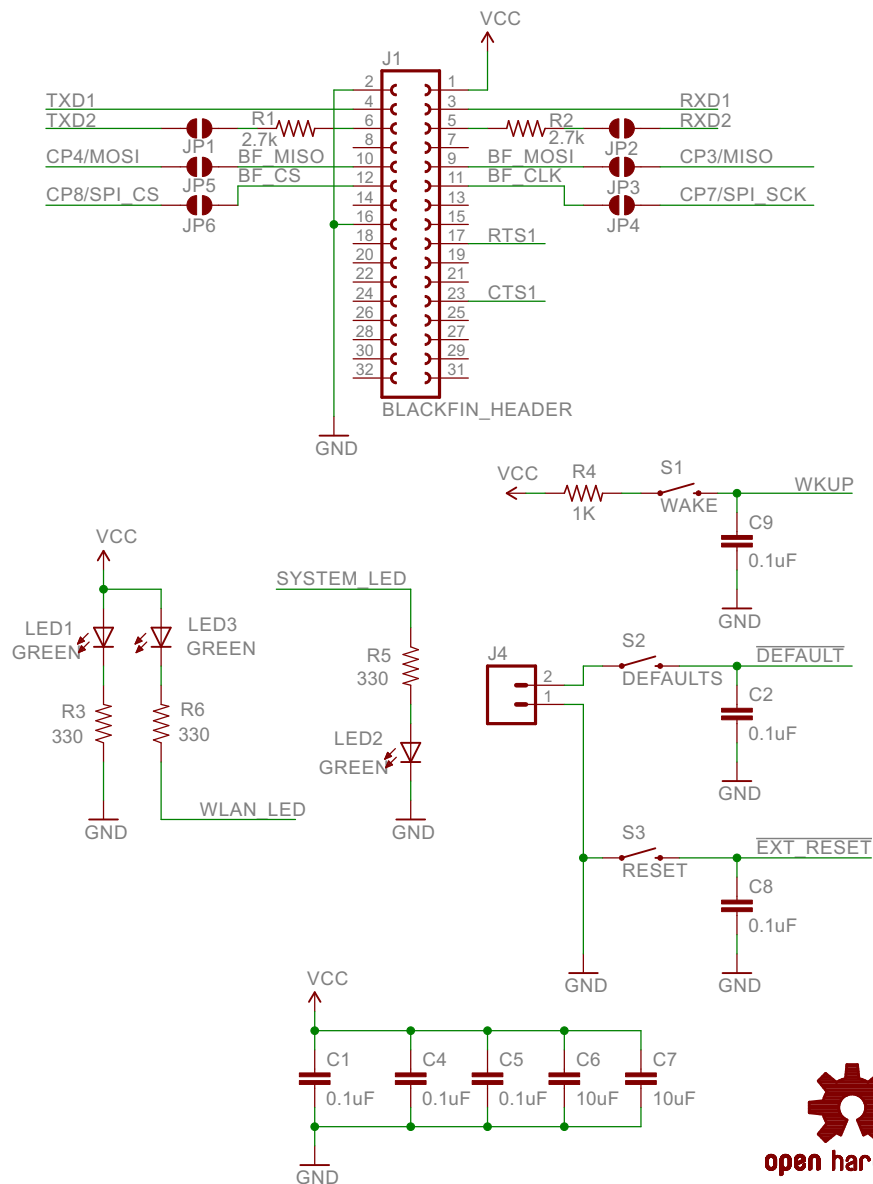 VCC
J1
2 1
TXD1 4 3 RXD1
TXD2 R1 6 5 R2 RXD2
JP1 2.7k 8 7 2.7k JP2
CP4/MOSI BF_MISO 10 9 BF_MOSI CP3/MISO
JP5 BF_CS 12 11 BF_CLK JP3
CP8/SPI_CS 14 13 CP7/SPI_SCK
JP6 16 15 JP4
18 17 RTS1
20 19
22 21
24 23 CTS1
26 25
28 27
30 29
32 31
BLACKFIN_HEADER
GND
VCC R4 S1 WKUP
1K WAKE
C9
0.1uF
GND
VCC
LED1 LED3
GREEN GREEN
R3 R6
330 330
GND WLAN_LED
SYSTEM_LED
R5
330
LED2
GREEN
GND
J4
2
1
S2 DEFAULT
DEFAULTS
C2
0.1uF
GND
S3 EXT_RESET
RESET
C8
0.1uF
GND GND
VCC
C1 C4 C5 C6 C7
0.1uF 0.1uF 0.1uF 10uF 10uF
GND
open har